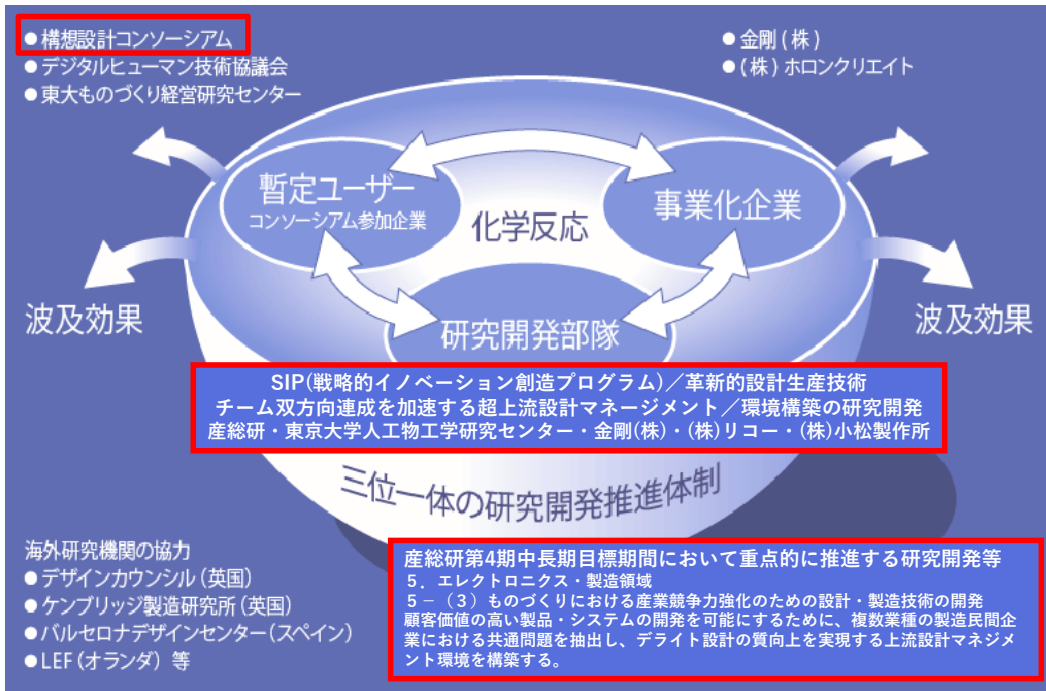 ●構想設計コンソーシアム
●デジタルヒューマン技術協議会
●東大ものづくり経営研究センター
●金剛(株)
●(株)ホロンクリエイト
暫定ユーザー
コンソーシアム参加企業
化学反応
事業化企業
波及効果
波及効果
研究開発部隊
SIP(戦略的イノベーション創造プログラム)／革新的設計生産技術
チーム双方向連成を加速する超上流設計マネージメント／環境構築の研究開発
産総研・東京大学人工物工学研究センター・金剛(株)・(株)リコー・(株)小松製作所
三位一体の研究開発推進体制
海外研究機関の協力
●デザインカウンシル(英国)
●ケンブリッジ製造研究所(英国)
●バルセロナデザインセンター(スペイン)
●LEF(オランダ) 等
産総研第4期中長期目標期間において重点的に推進する研究開発等
５．エレクトロニクス・製造領域
５－（３）ものづくりにおける産業競争力強化のための設計・製造技術の開発
顧客価値の高い製品・システムの開発を可能にするために、複数業種の製造民間企
業における共通問題を抽出し、デライト設計の質向上を実現する上流設計マネジメ
ント環境を構築する。